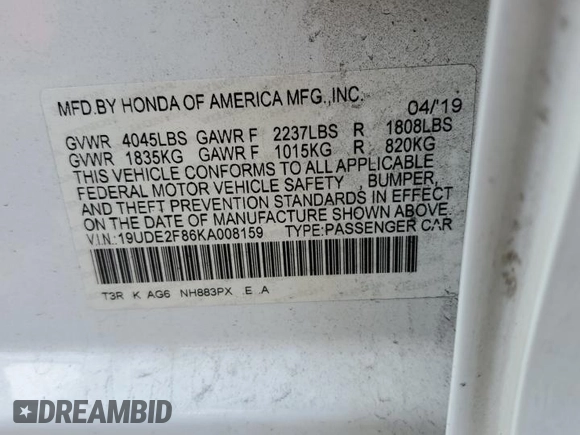 MFD.BY HONDA OF AMERICA MFG.,INC. 04/'19
GVWR 4045LBS GAWR F 2237LBS R 1808LBS
GVWR 1835KG GAWR F 1015KG R 820KG
THIS VEHICLE CONFORMS TO ALL APPLICABLE
FEDERAL MOTOR VEHICLE SAFETY , BUMPER,
AND THEFT PREVENTION STANDARDS IN EFFECT
ON THE DATE OF MANUFACTURE SHOWN ABOVE.
V.I.N.:19UDE2F86KA008159 TYPE:PASSENGER CAR
T3R K AG6 NH883PX .E .A
DREAMBID